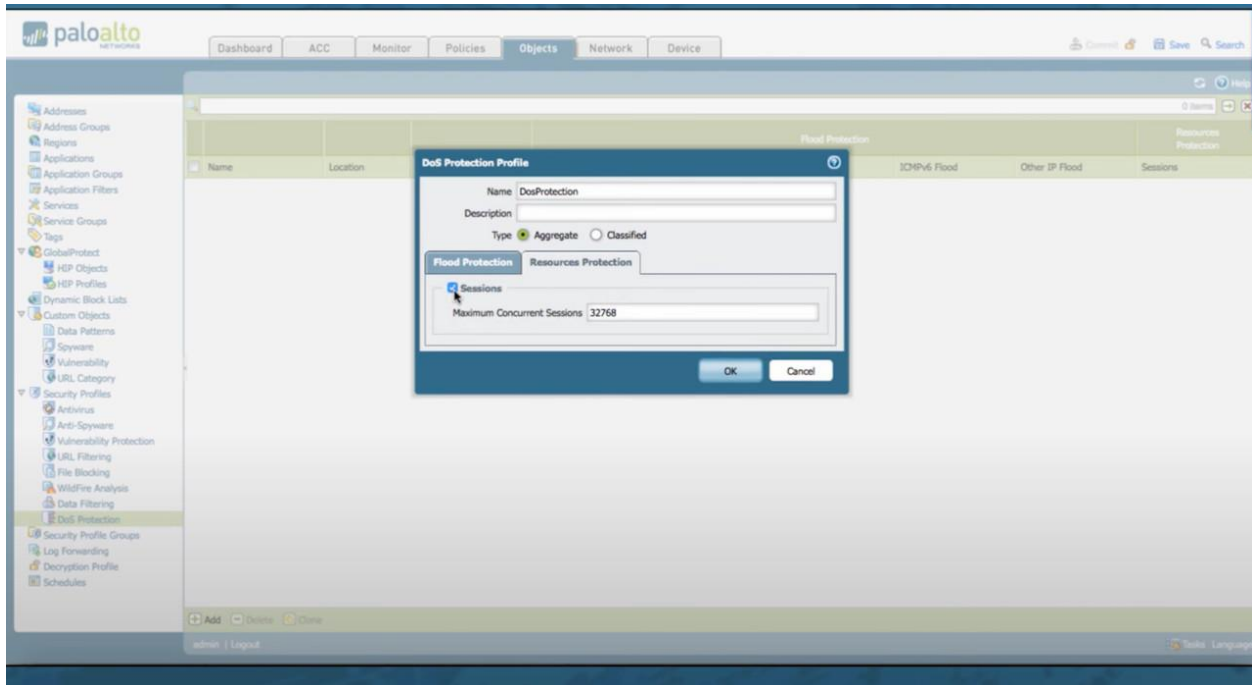 paloalto
NETWORKS
Dashboard ACC Monitor Policies Objects Network Device
Commit Save Search
Help
0 items
Addresses
Address Groups
Regions
Applications
Application Groups
Application Filters
Services
Service Groups
Tags
GlobalProtect
HIP Objects
HIP Profiles
Dynamic Block Lists
Custom Objects
Data Patterns
Spyware
Vulnerability
URL Category
Security Profiles
Antivirus
Anti-Spyware
Vulnerability Protection
URL Filtering
File Blocking
WildFire Analysis
Data Filtering
DoS Protection
Security Profile Groups
Log Forwarding
Decryption Profile
Schedules
Flood Protection
Resources
Protection
Name Location ICMPv6 Flood Other IP Flood Sessions
DoS Protection Profile
Name DosProtection
Description
Type Aggregate Classified
Flood Protection Resources Protection
Sessions
Maximum Concurrent Sessions 32768
OK Cancel
Add Delete Clone
admin | Logout
Tasks Language